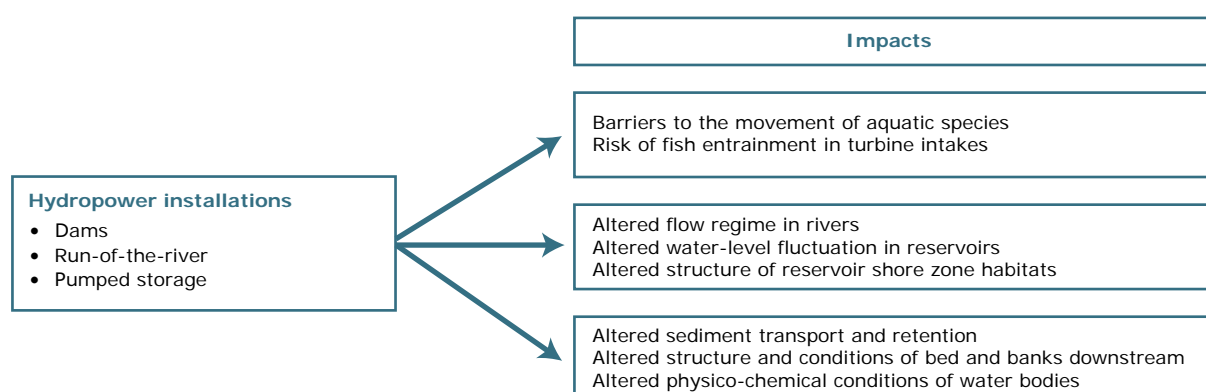 Impacts
Barriers to the movement of aquatic species
Risk of fish entrainment in turbine intakes
Hydropower installations
• Dams
• Run-of-the-river
• Pumped storage
Altered flow regime in rivers
Altered water-level fluctuation in reservoirs
Altered structure of reservoir shore zone habitats
Altered sediment transport and retention
Altered structure and conditions of bed and banks downstream
Altered physico-chemical conditions of water bodies